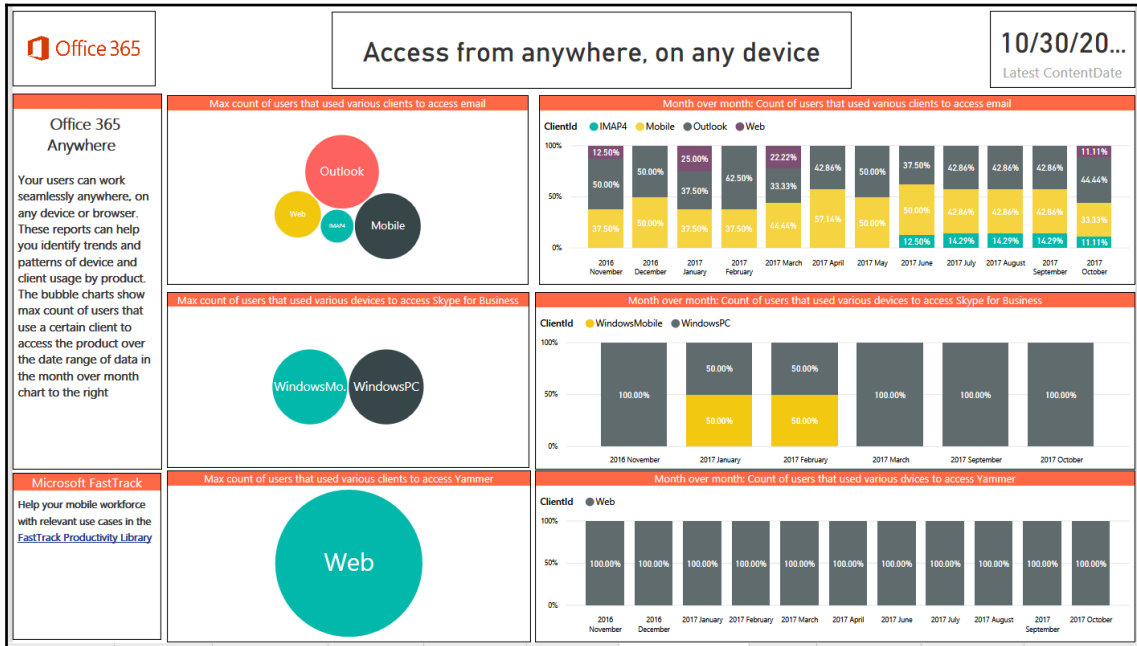 Office 365
Access from anywhere, on any device
10/30/20...
Latest ContentDate
Office 365
Anywhere
Your users can work
seamlessly anywhere, on
any device or browser.
These reports can help
you identify trends and
patterns of device and
client usage by product.
The bubble charts show
max count of users that
use a certain client to
access the product over
the date range of data in
the month over month
chart to the right
Microsoft FastTrack
Help your mobile workforce
with relevant use cases in the
FastTrack Productivity Library
Max count of users that used various clients to access email
Outlook
Web
IMAP4
Mobile
Month over month: Count of users that used various clients to access email
ClientId IMAP4 Mobile Outlook Web
100%
50%
0%
12.50%
50.00%
37.50%
50.00%
50.00%
25.00%
37.50%
37.50%
62.50%
37.50%
22.22%
33.33%
44.44%
42.86%
57.14%
50.00%
50.00%
37.50%
50.00%
12.50%
42.86%
42.86%
14.29%
42.86%
42.86%
14.29%
42.86%
42.86%
14.29%
11.11%
44.44%
33.33%
11.11%
2016 November
2016 December
2017 January
2017 February
2017 March
2017 April
2017 May
2017 June
2017 July
2017 August
2017 September
2017 October
Max count of users that used various devices to access Skype for Business
WindowsMo.
WindowsPC
Month over month: Count of users that used various devices to access Skype for Business
ClientId WindowsMobile WindowsPC
100%
50%
0%
100.00%
50.00%
50.00%
50.00%
50.00%
100.00%
100.00%
100.00%
2016 November
2017 January
2017 February
2017 March
2017 September
2017 October
Max count of users that used various clients to access Yammer
Web
Month over month: Count of users that used various dvices to access Yammer
ClientId Web
100%
50%
0%
100.00%
100.00%
100.00%
100.00%
100.00%
100.00%
100.00%
100.00%
100.00%
100.00%
100.00%
2016 November
2016 December
2017 January
2017 February
2017 March
2017 April
2017 June
2017 July
2017 August
2017 September
2017 October